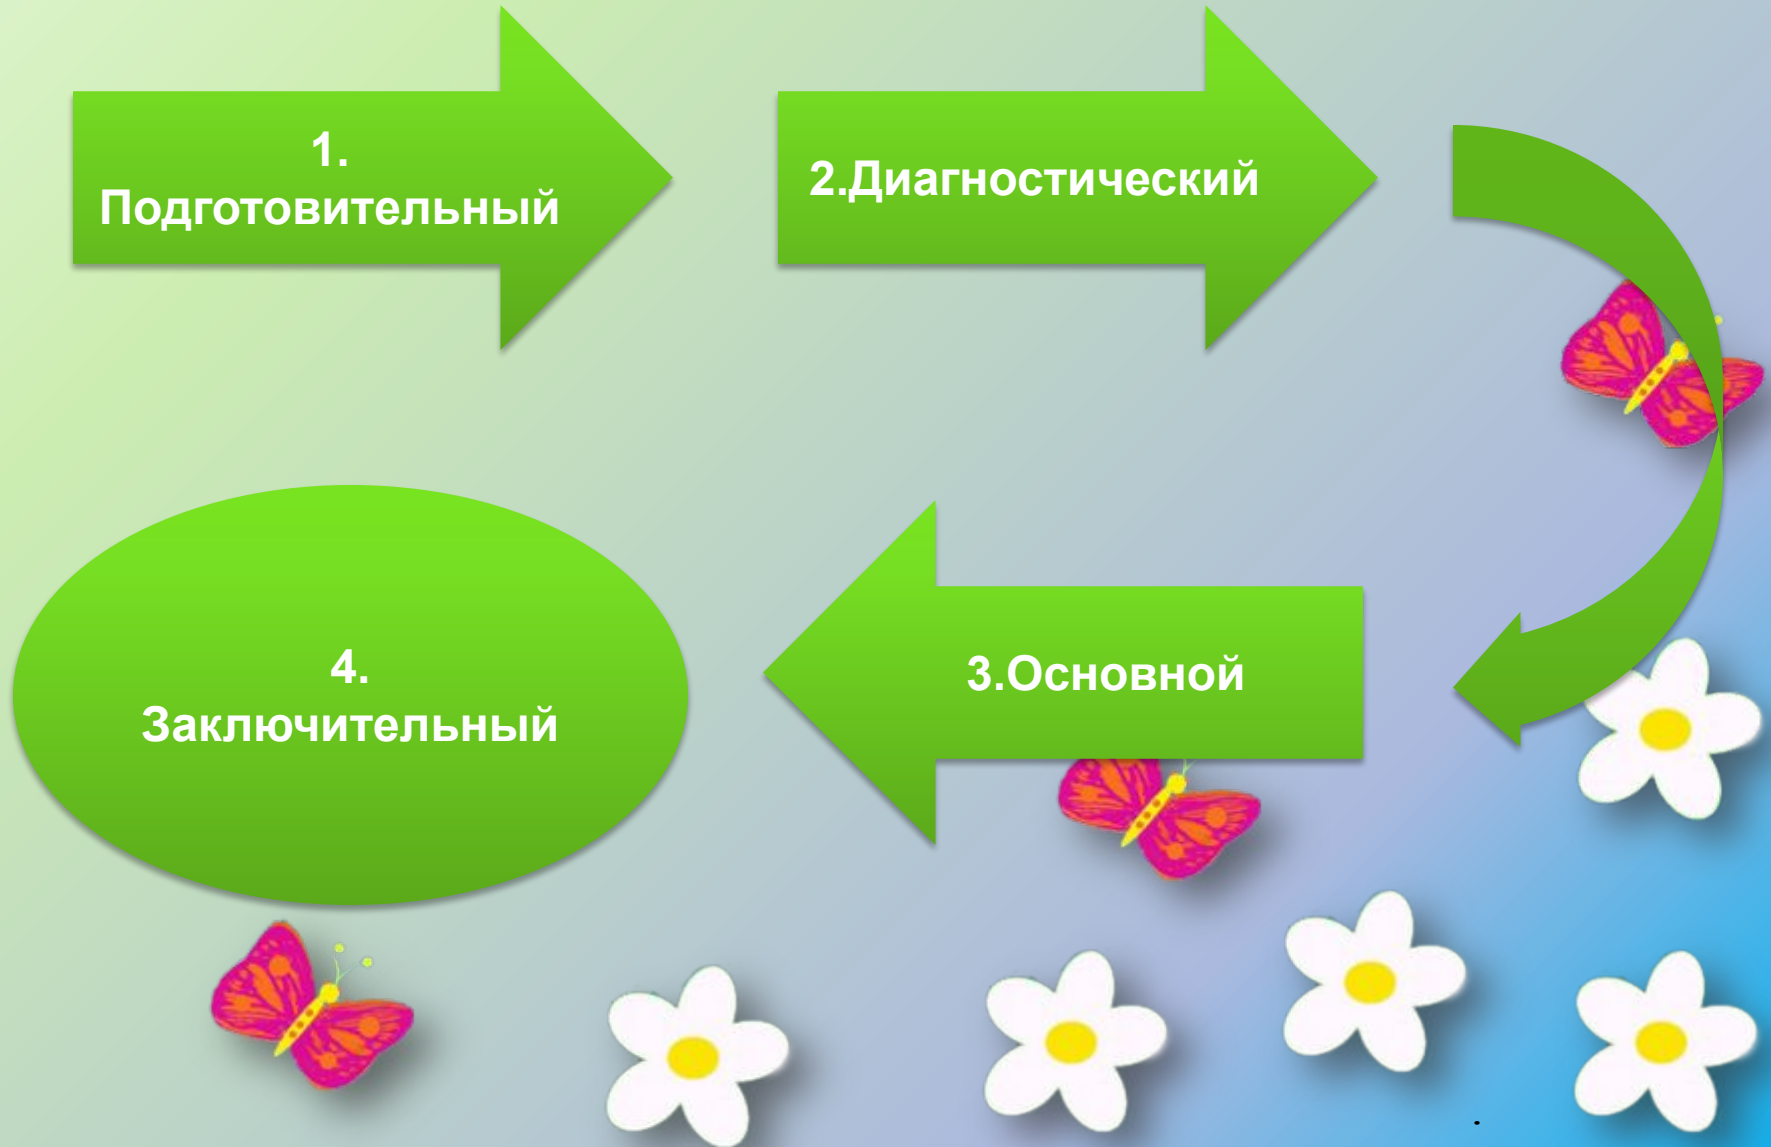 1.
Подготовительный
2.Диагностический
3.Основной
4.
Заключительный
.